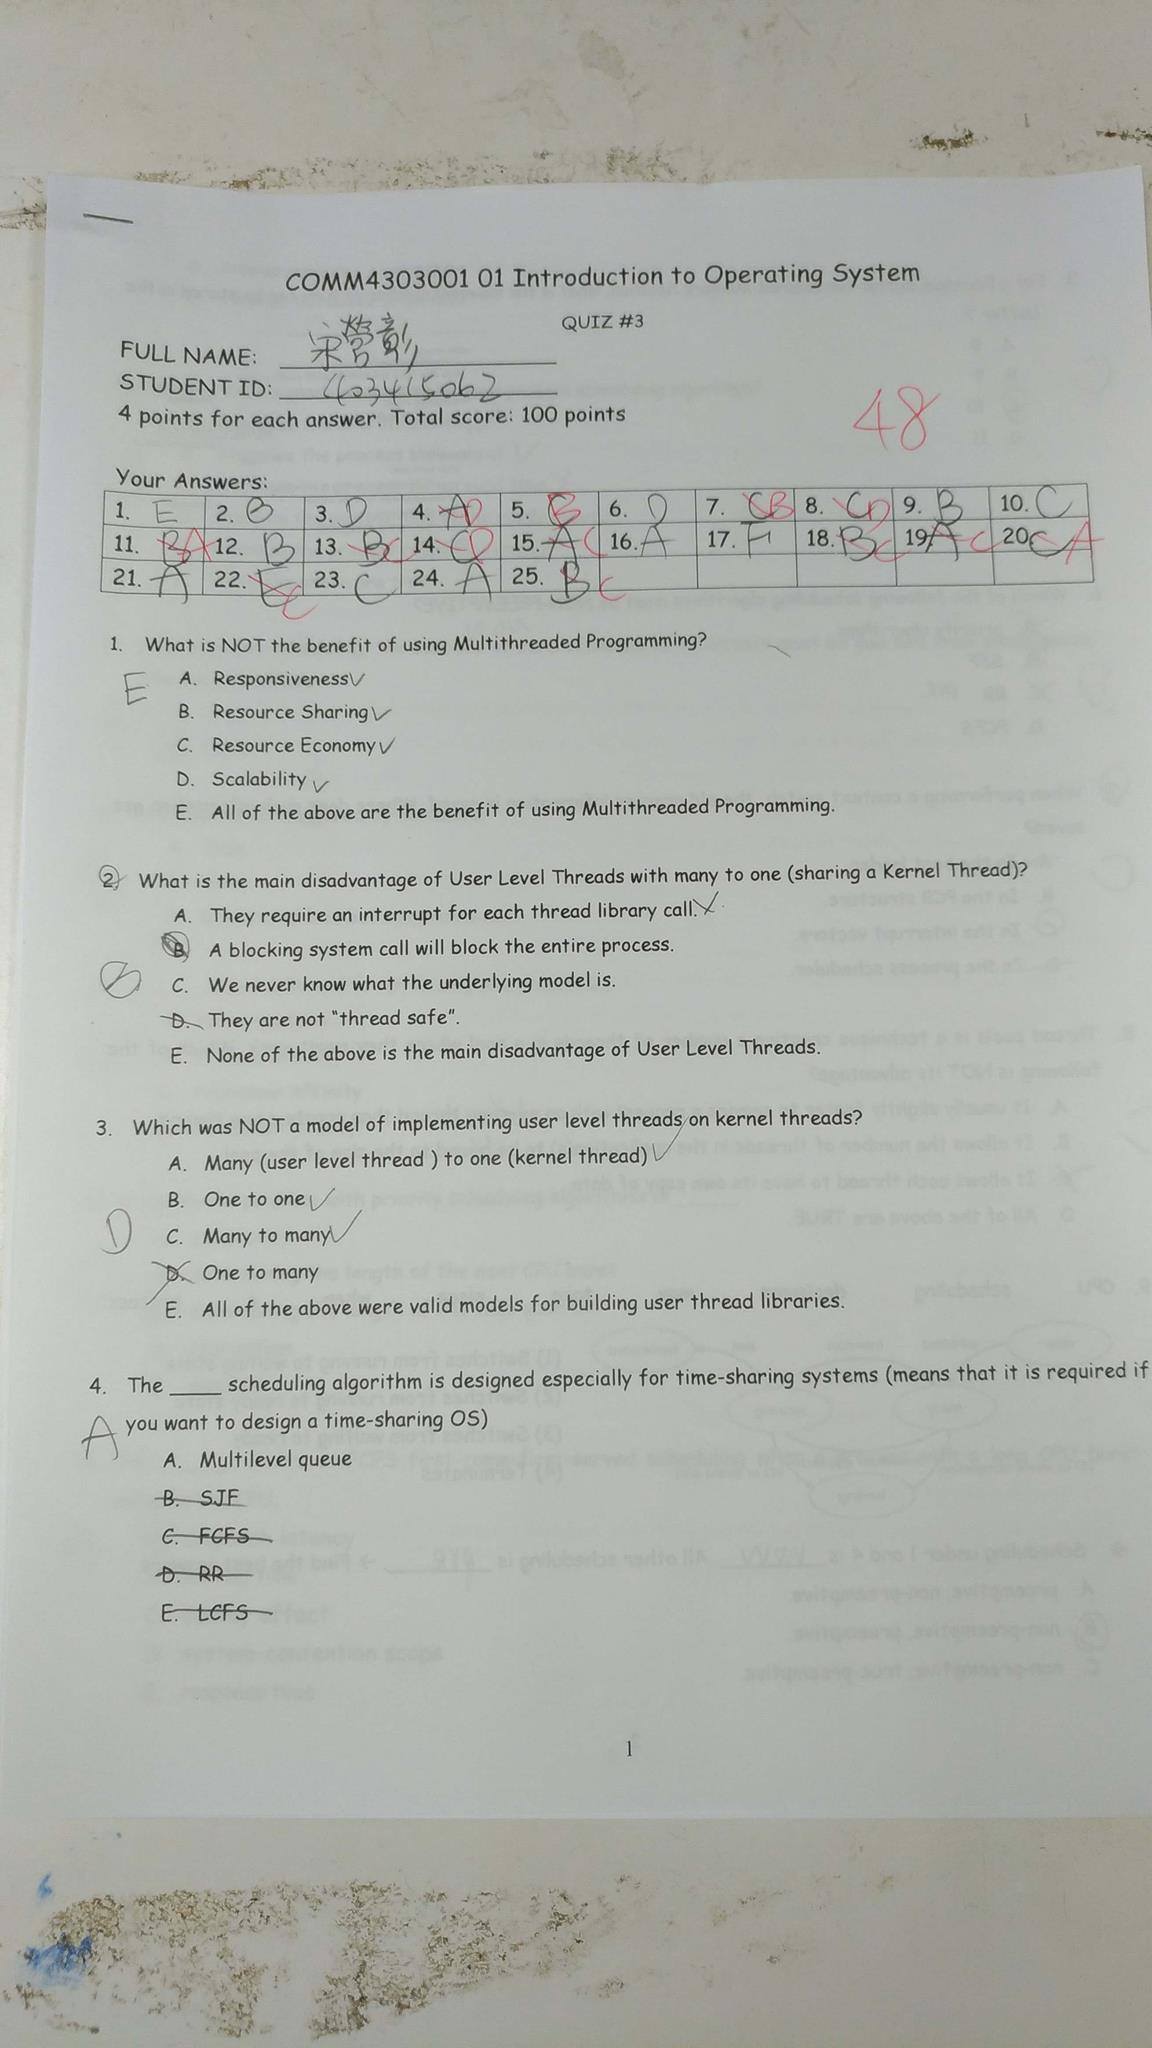 COMM4303001 01 Introduction to Operating System
QUIZ #3
FULL NAME: 宋營彰
STUDENT ID: 403415062
4 points for each answer. Total score: 100 points
48
Your Answers:
1. E 2. B 3. D 4. A D 5. B 6. D 7. C B 8. C D 9. B 10. C
11. B A 12. B 13. B C 14. C D 15. A C 16. A 17. F 18. B C 19. A C 20. C A
21. A 22. E C 23. C 24. A 25. B C
1. What is NOT the benefit of using Multithreaded Programming?
E
A. Responsiveness
B. Resource Sharing
C. Resource Economy
D. Scalability
E. All of the above are the benefit of using Multithreaded Programming.
2. What is the main disadvantage of User Level Threads with many to one (sharing a Kernel Thread)?
A. They require an interrupt for each thread library call.
B. A blocking system call will block the entire process.
B
C. We never know what the underlying model is.
D. They are not "thread safe".
E. None of the above is the main disadvantage of User Level Threads.
3. Which was NOT a model of implementing user level threads on kernel threads?
A. Many (user level thread ) to one (kernel thread)
B. One to one
D
C. Many to many
D. One to many
E. All of the above were valid models for building user thread libraries.
4. The ____ scheduling algorithm is designed especially for time-sharing systems (means that it is required if
A you want to design a time-sharing OS)
A. Multilevel queue
B. SJF
C. FCFS
D. RR
E. LCFS
1